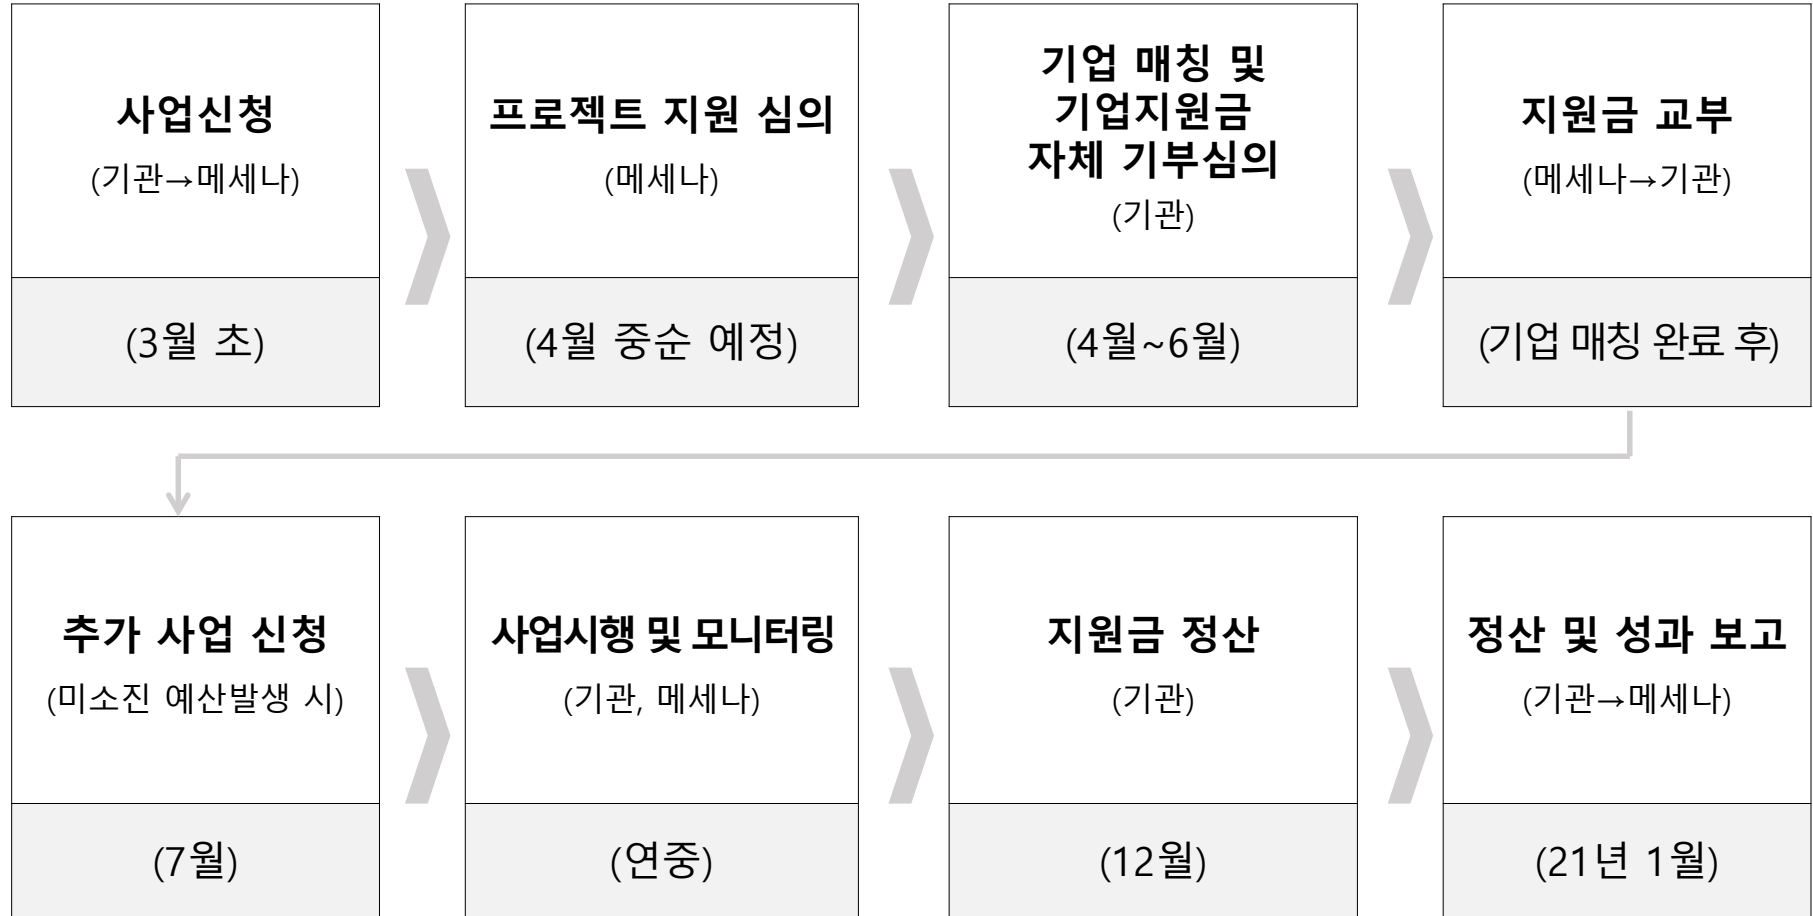 사업신청
(기관→메세나)
(3월 초)
프로젝트 지원 심의
(메세나)
(4월 중순 예정)
기업 매칭 및
기업지원금
자체 기부심의
(기관)
(4월~6월)
지원금 교부
(메세나→기관)
(기업 매칭 완료 후)
추가 사업 신청
(미소진 예산발생 시)
(7월)
사업시행 및 모니터링
(기관, 메세나)
(연중)
지원금 정산
(기관)
(12월)
정산 및 성과 보고
(기관→메세나)
(21년 1월)